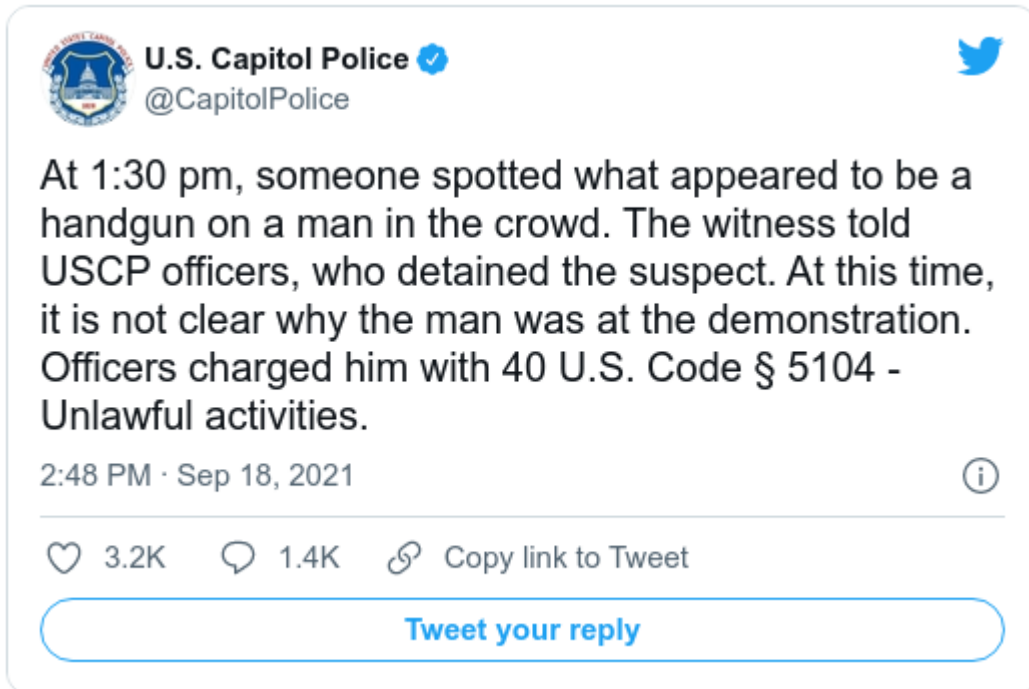 U.S. Capitol Police
@CapitolPolice
At 1:30 pm, someone spotted what appeared to be a
handgun on a man in the crowd. The witness told
USCP officers, who detained the suspect. At this time,
it is not clear why the man was at the demonstration.
Officers charged him with 40 U.S. Code § 5104 -
Unlawful activities.
2:48 PM · Sep 18, 2021
3.2K 1.4K Copy link to Tweet
Tweet your reply